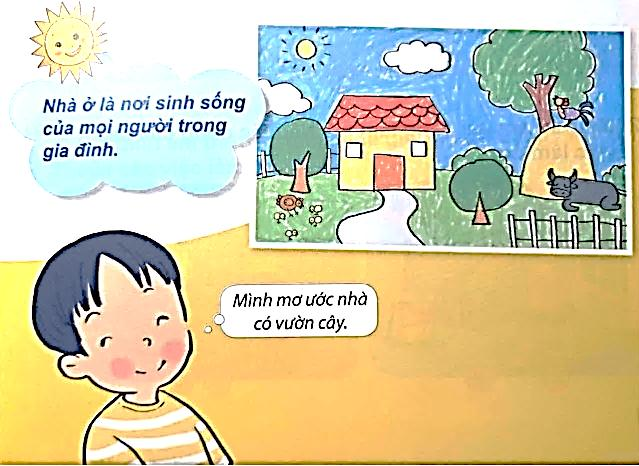 Nhà ở là nơi sinh sống
của mọi người trong
gia đình.
Mình mơ ước nhà
có vườn cây.